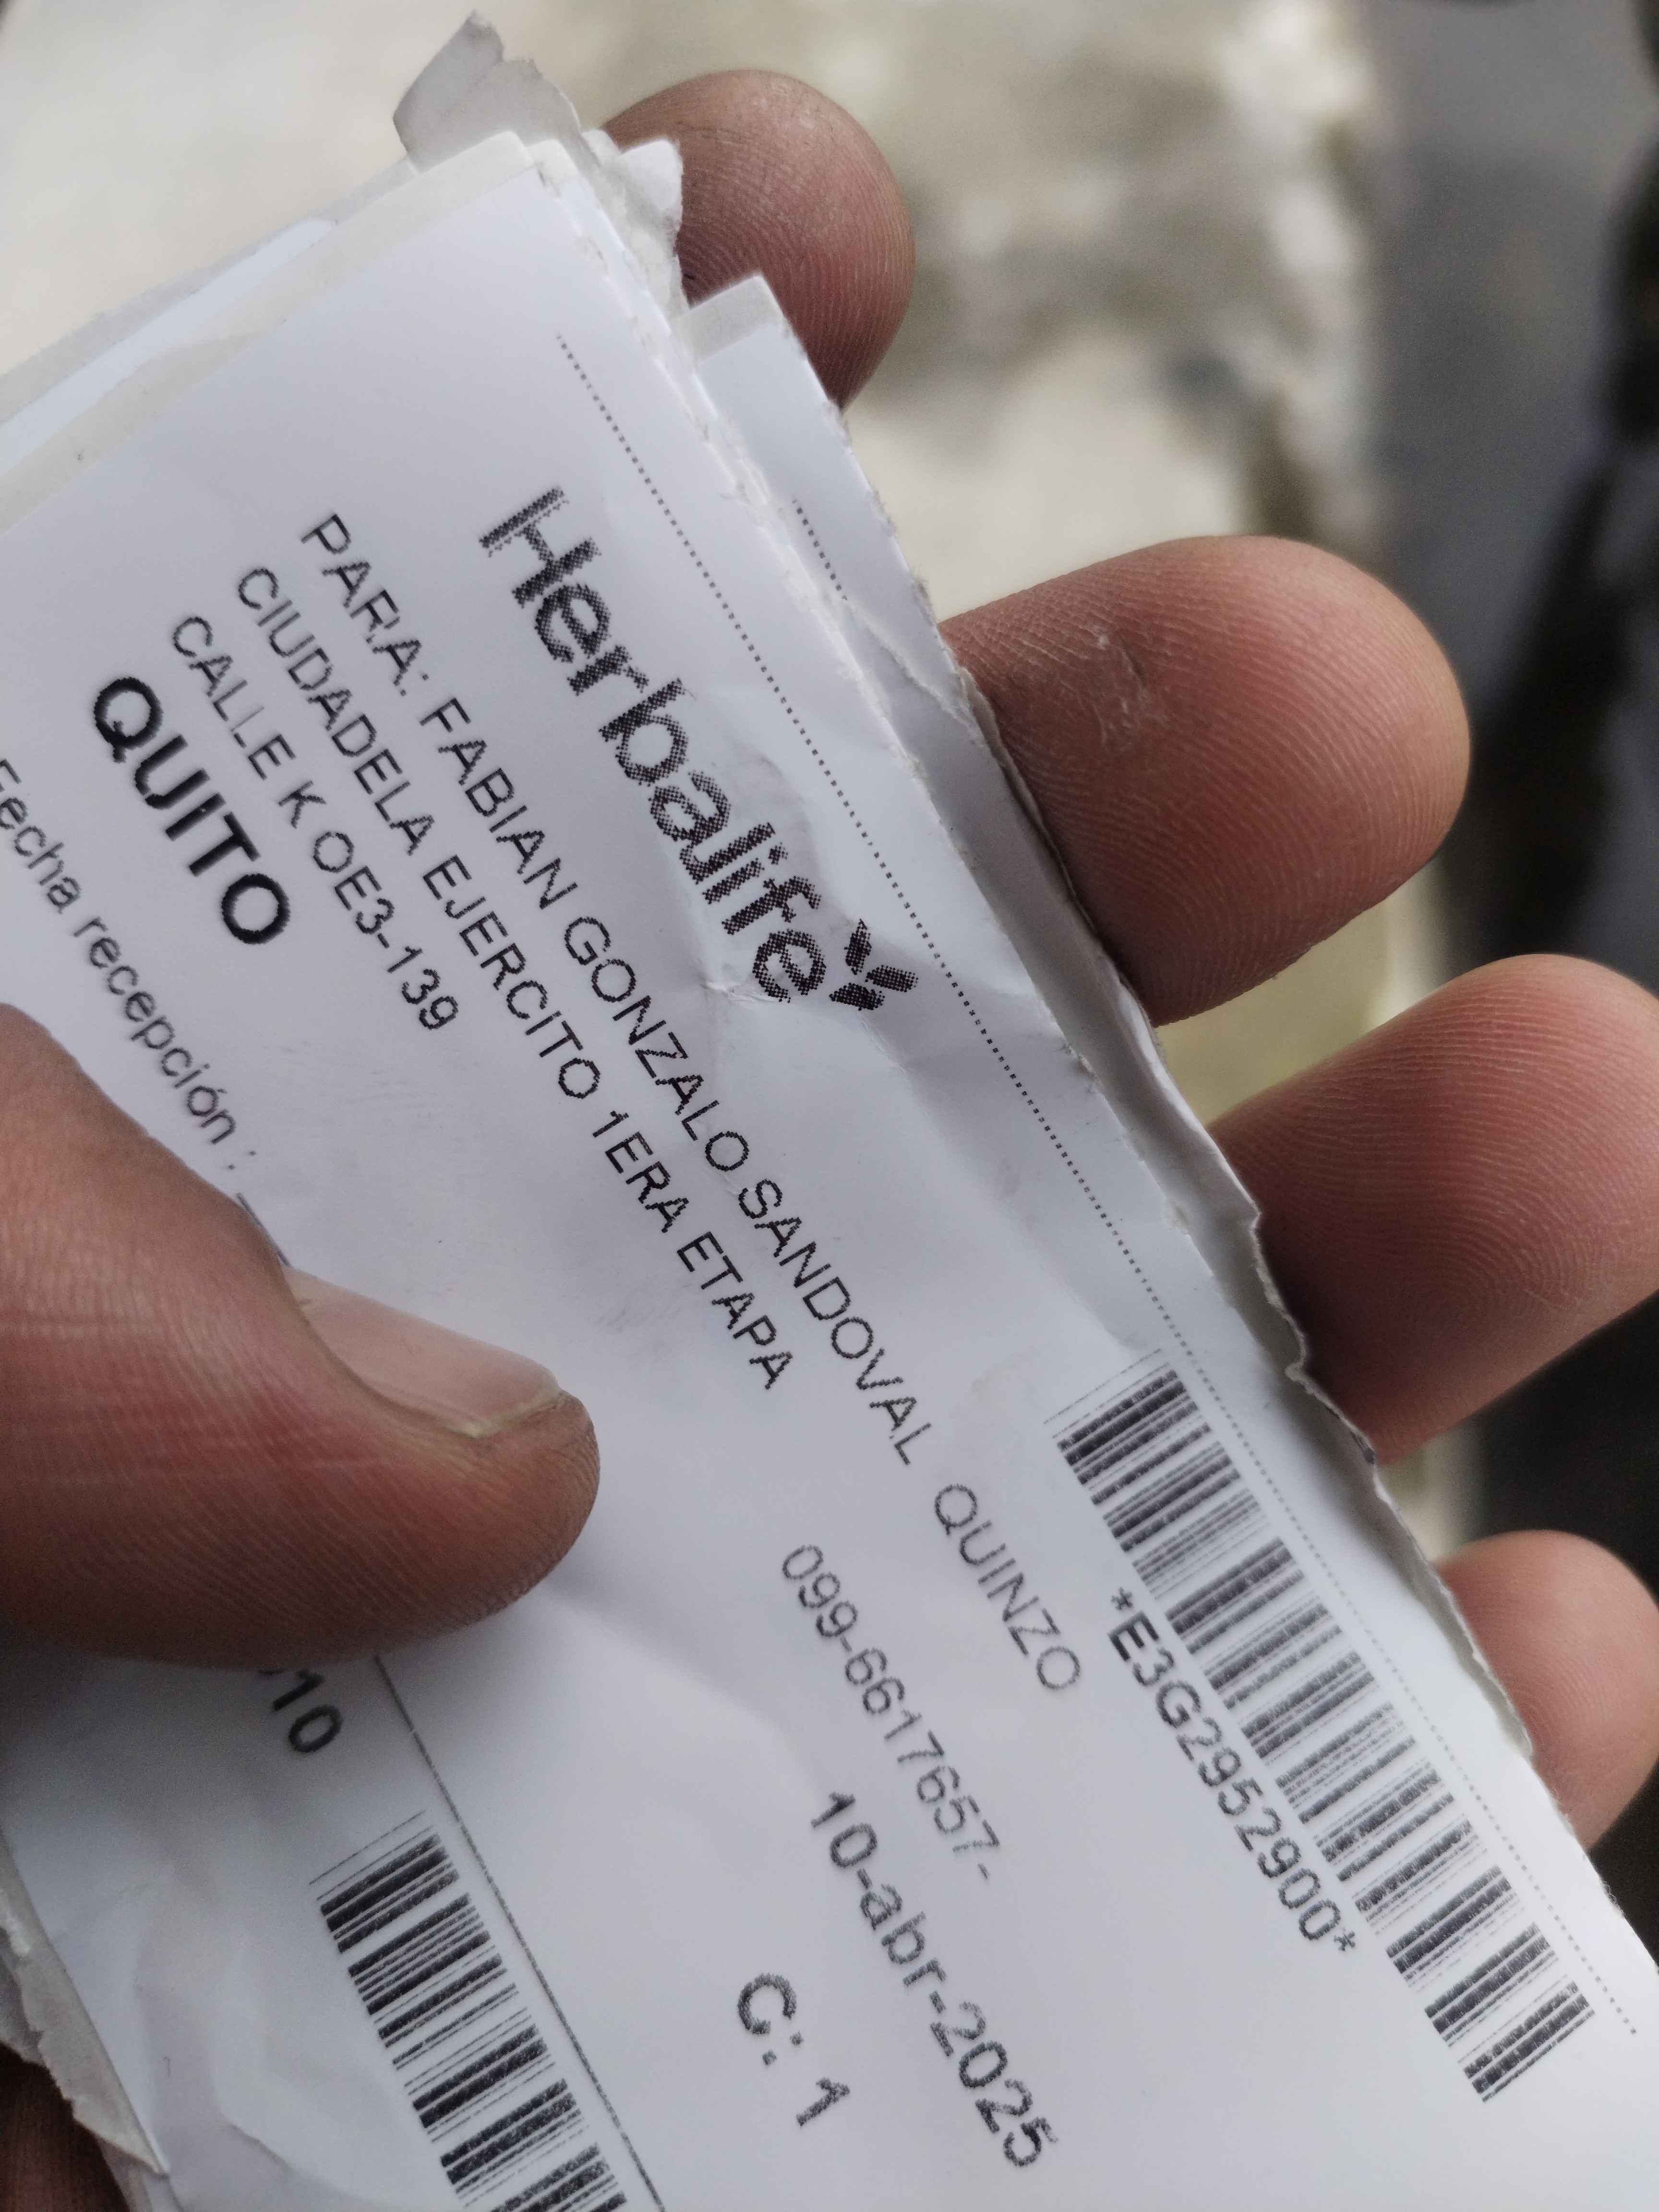 Herbalife
*E3G2952900*
PARA: FABIAN GONZALO SANDOVAL QUINZO
CIUDADELA EJERCITO 1ERA ETAPA
099-6617657-
CALLE K OE3-139
10-abr-2025
QUITO
C: 1
Fecha recepción :
10